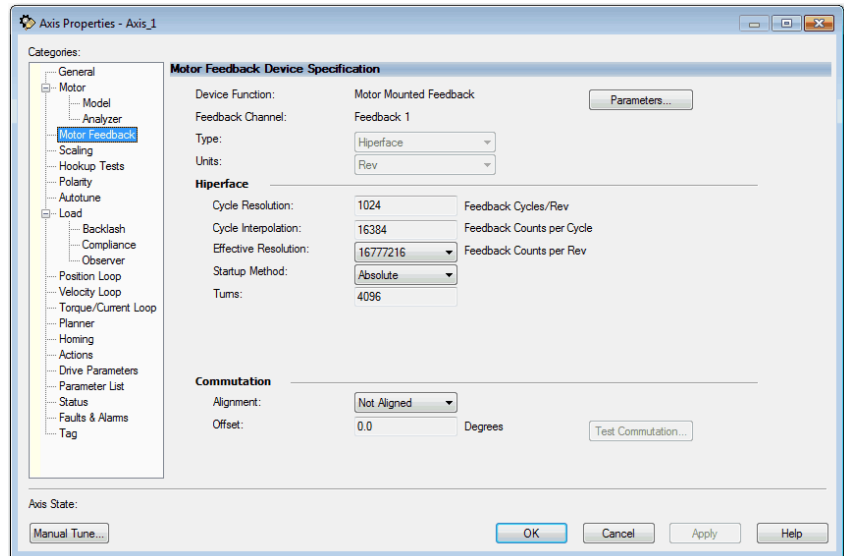 Axis Properties - Axis_1
Categories:
General
Motor
Model
Analyzer
Motor Feedback
Scaling
Hookup Tests
Polarity
Autotune
Load
Backlash
Compliance
Observer
Position Loop
Velocity Loop
Torque/Current Loop
Planner
Homing
Actions
Drive Parameters
Parameter List
Status
Faults & Alarms
Tag
Motor Feedback Device Specification
Device Function: Motor Mounted Feedback Parameters...
Feedback Channel: Feedback 1
Type: Hiperface
Units: Rev
Hiperface
Cycle Resolution: 1024 Feedback Cycles/Rev
Cycle Interpolation: 16384 Feedback Counts per Cycle
Effective Resolution: 16777216 Feedback Counts per Rev
Startup Method: Absolute
Turns: 4096
Commutation
Alignment: Not Aligned
Offset: 0.0 Degrees Test Commutation...
Axis State:
Manual Tune... OK Cancel Apply Help